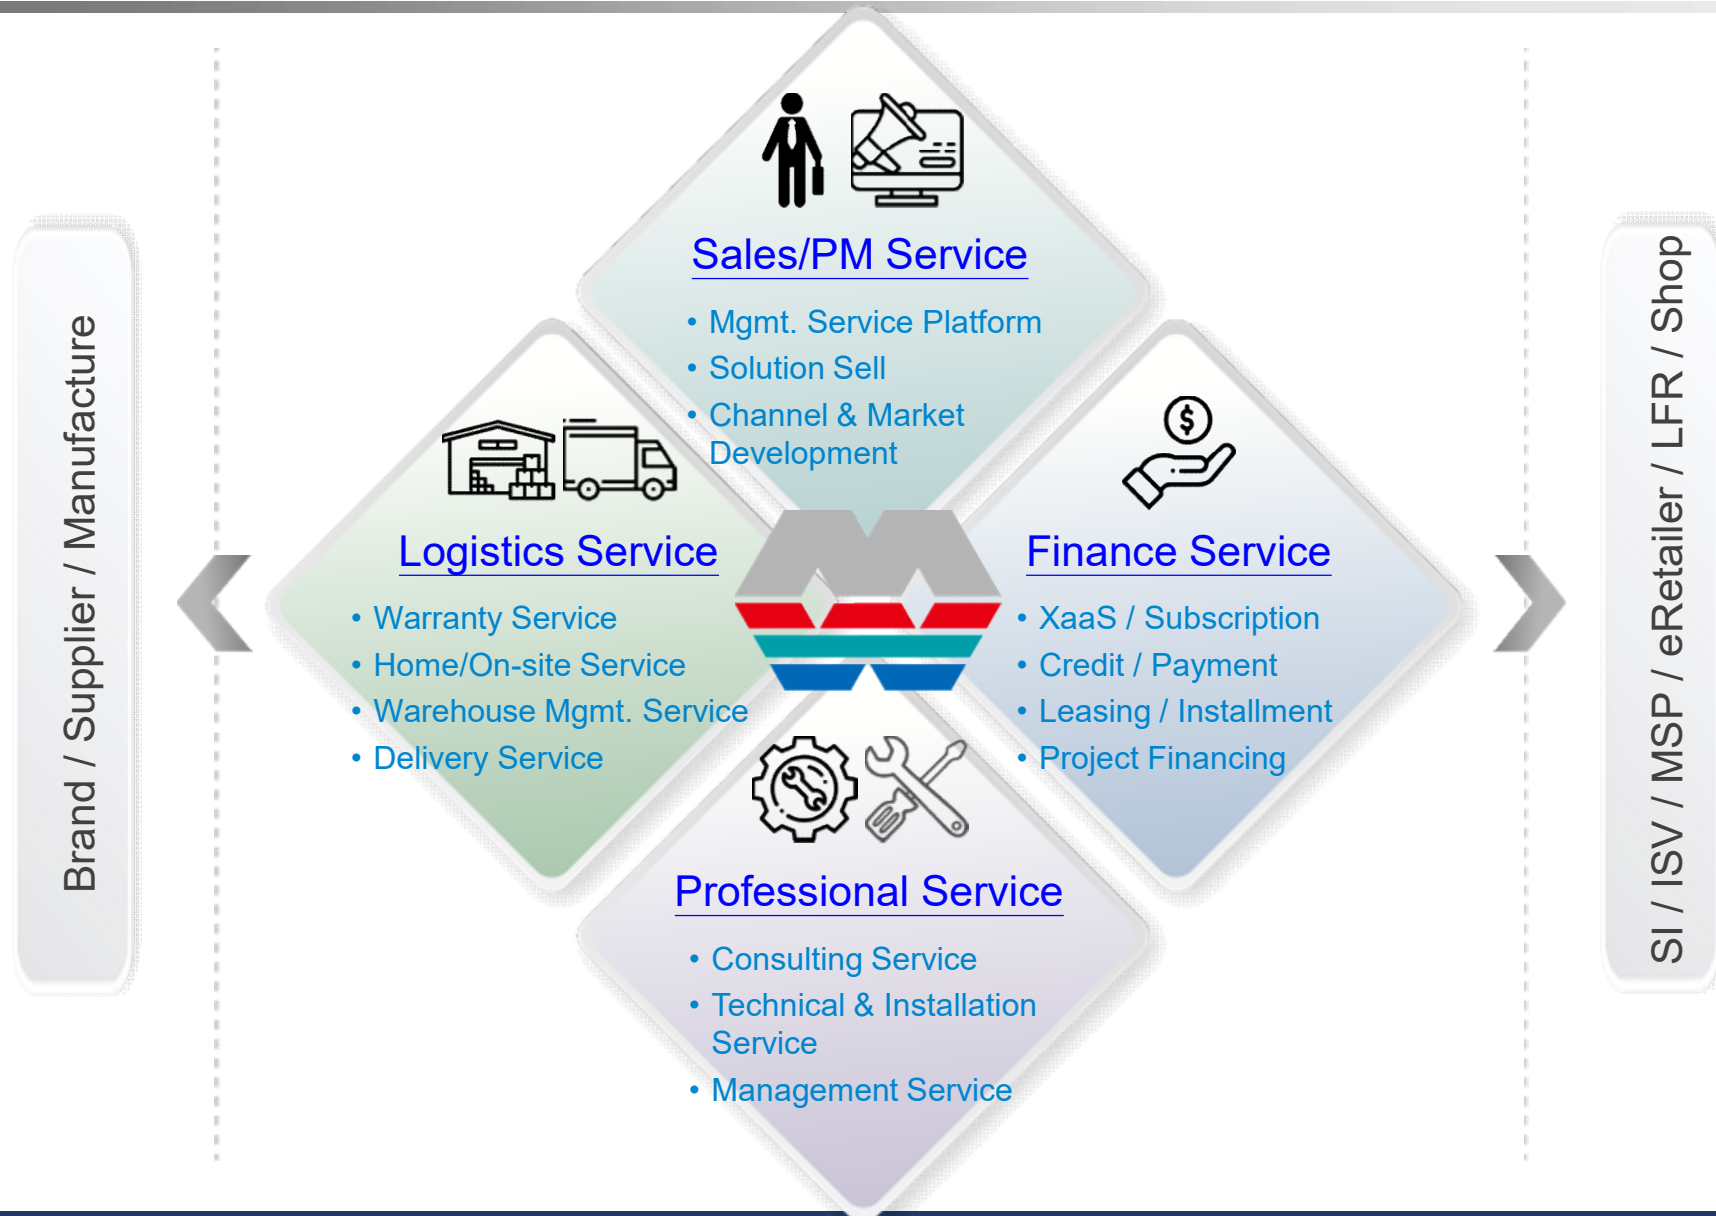 Brand / Supplier / Manufacture
Sales/PM Service
• Mgmt. Service Platform
• Solution Sell
• Channel & Market
Development
Logistics Service
• Warranty Service
• Home/On-site Service
• Warehouse Mgmt. Service
• Delivery Service
$
Finance Service
• XaaS / Subscription
• Credit / Payment
• Leasing / Installment
• Project Financing
Professional Service
• Consulting Service
• Technical & Installation
Service
• Management Service
SI / ISV / MSP / eRetailer / LFR / Shop